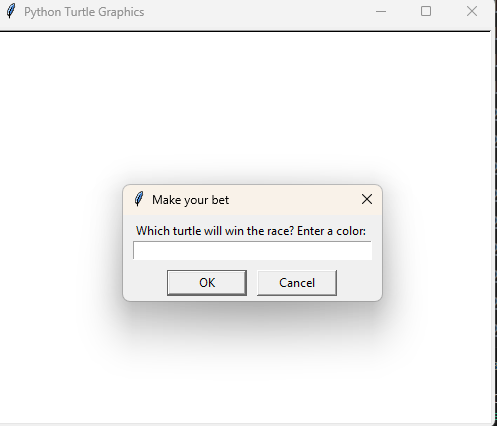 Python Turtle Graphics
Make your bet
Which turtle will win the race? Enter a color:
OK
Cancel